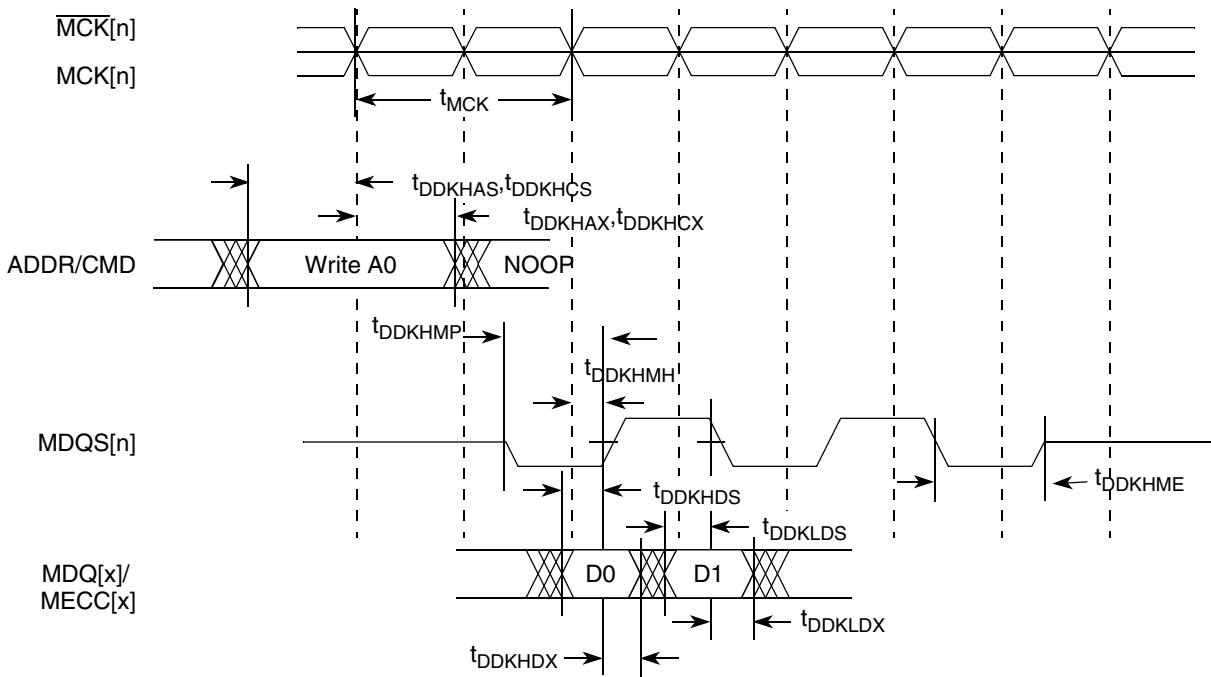 MCK[n]
MCK[n]
tMCK
tDDKHAS,tDDKHCS
tDDKHAX,tDDKHCX
ADDR/CMD
Write A0
NOOP
tDDKHMP
tDDKHMH
MDQS[n]
tDDKHDS
tDDKHME
tDDKLDS
MDQ[x]/
MECC[x]
D0
D1
tDDKLDX
tDDKHDX